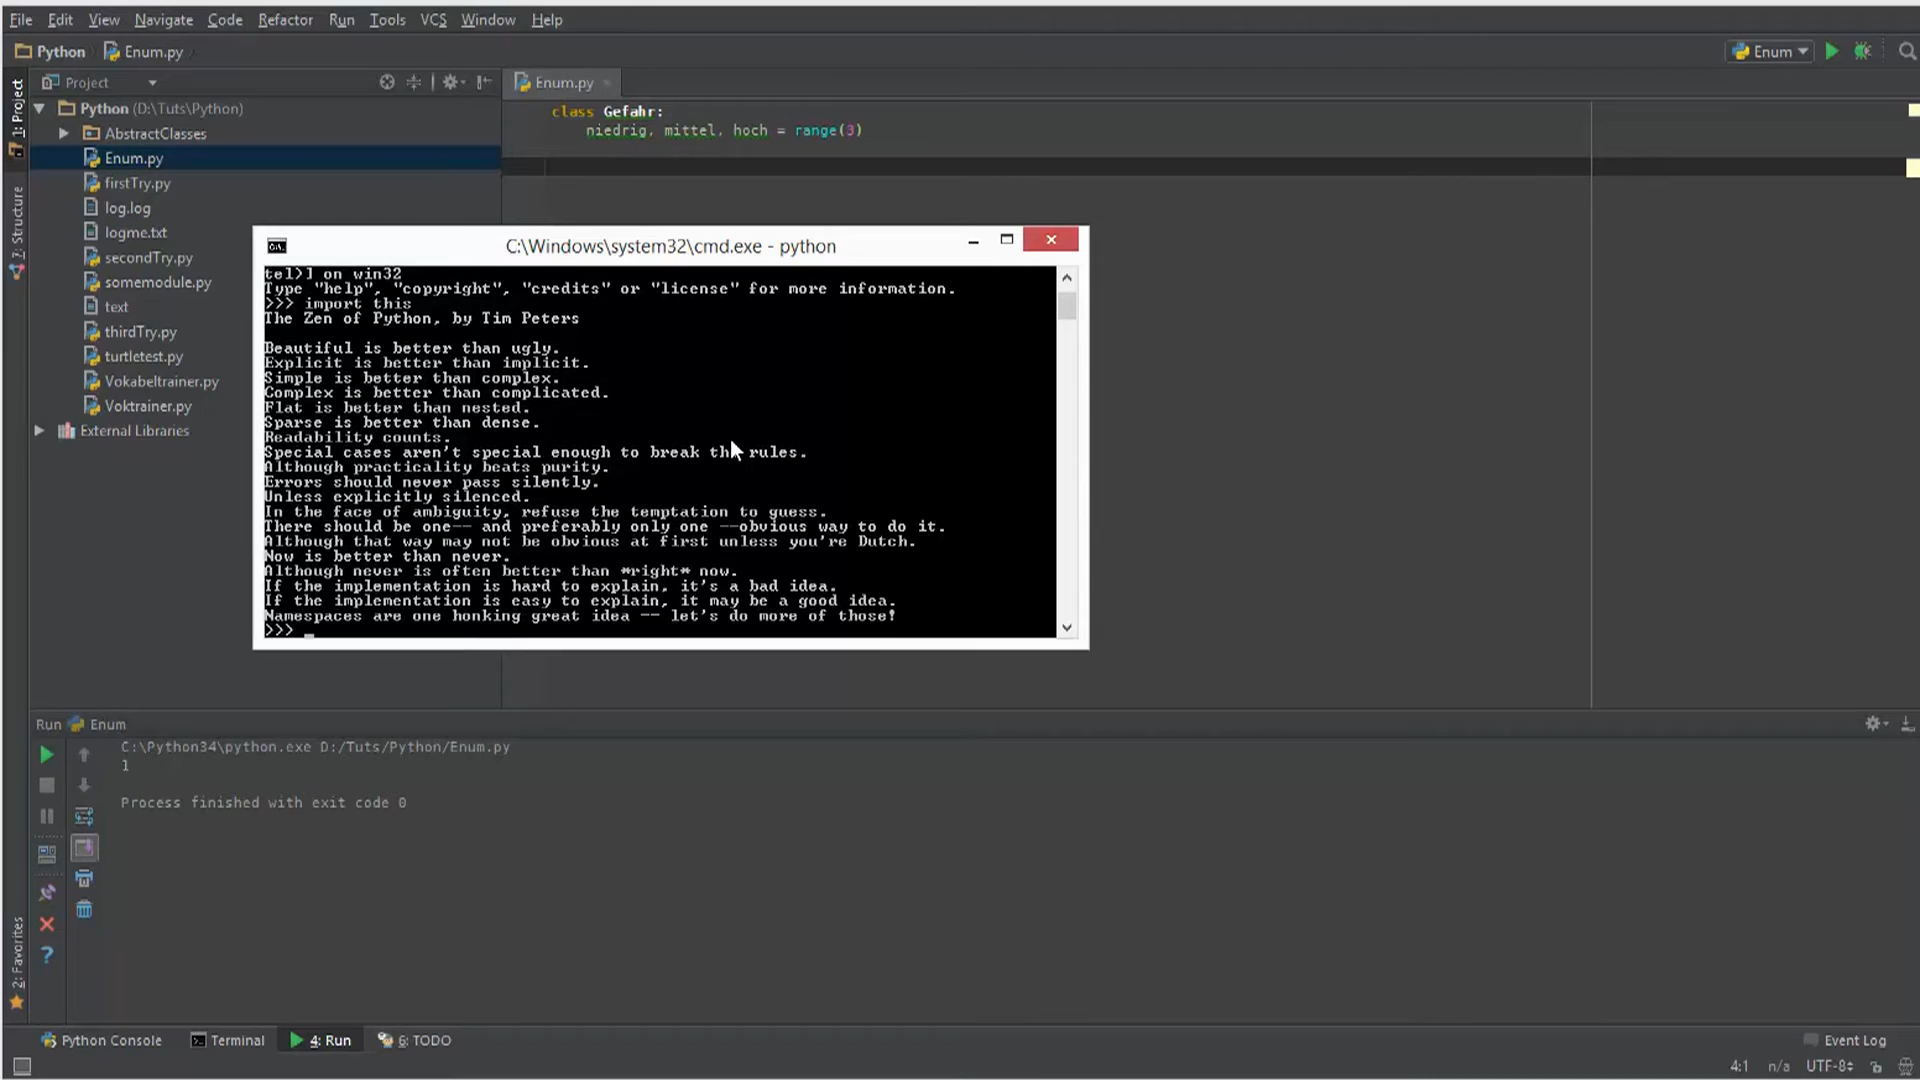 File Edit View Navigate Code Refactor Run Tools VCS Window Help
Python Enum.py
Enum
1: Project
7: Structure
2: Favorites
Project
Python (D:\Tuts\Python)
AbstractClasses
Enum.py
firstTry.py
log.log
logme.txt
secondTry.py
somemodule.py
text
thirdTry.py
turtletest.py
Vokabeltrainer.py
Voktrainer.py
External Libraries
Enum.py
class Gefahr:
niedrig, mittel, hoch = range(3)
C:\Windows\system32\cmd.exe - python
tel)] on win32
Type "help", "copyright", "credits" or "license" for more information.
>>> import this
The Zen of Python, by Tim Peters
Beautiful is better than ugly.
Explicit is better than implicit.
Simple is better than complex.
Complex is better than complicated.
Flat is better than nested.
Sparse is better than dense.
Readability counts.
Special cases aren't special enough to break the rules.
Although practicality beats purity.
Errors should never pass silently.
Unless explicitly silenced.
In the face of ambiguity, refuse the temptation to guess.
There should be one-- and preferably only one --obvious way to do it.
Although that way may not be obvious at first unless you're Dutch.
Now is better than never.
Although never is often better than *right* now.
If the implementation is hard to explain, it's a bad idea.
If the implementation is easy to explain, it may be a good idea.
Namespaces are one honking great idea -- let's do more of those!
>>> _
Run Enum
C:\Python34\python.exe D:/Tuts/Python/Enum.py
1
Process finished with exit code 0
Python Console Terminal 4: Run 6: TODO Event Log
4:1 n/a UTF-8